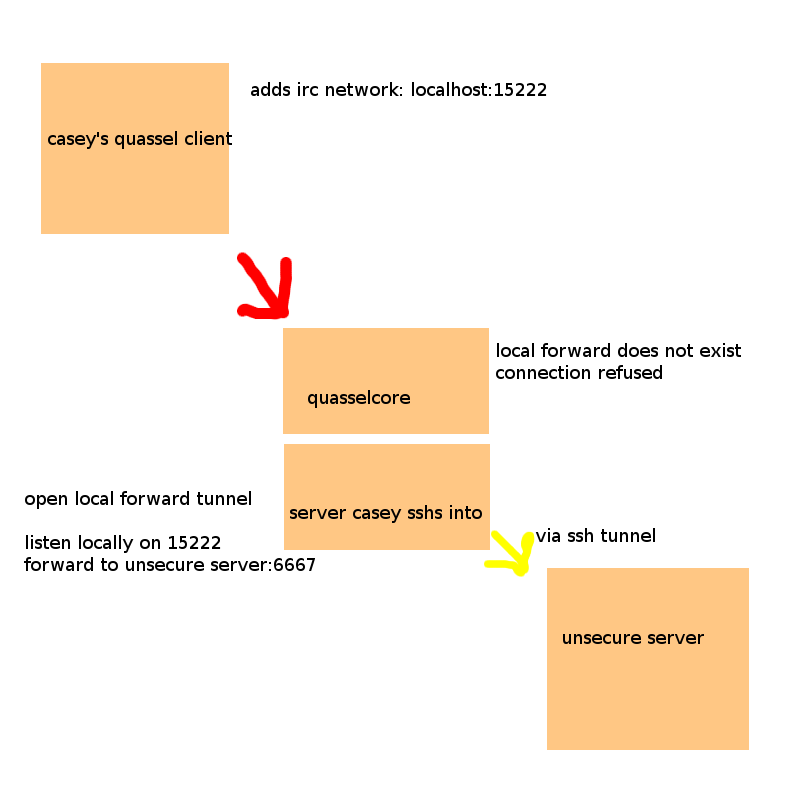 adds irc network: localhost:15222
casey's quassel client
local forward does not exist
connection refused
quasselcore
open local forward tunnel
server casey sshs into
listen locally on 15222
forward to unsecure server:6667
via ssh tunnel
unsecure server